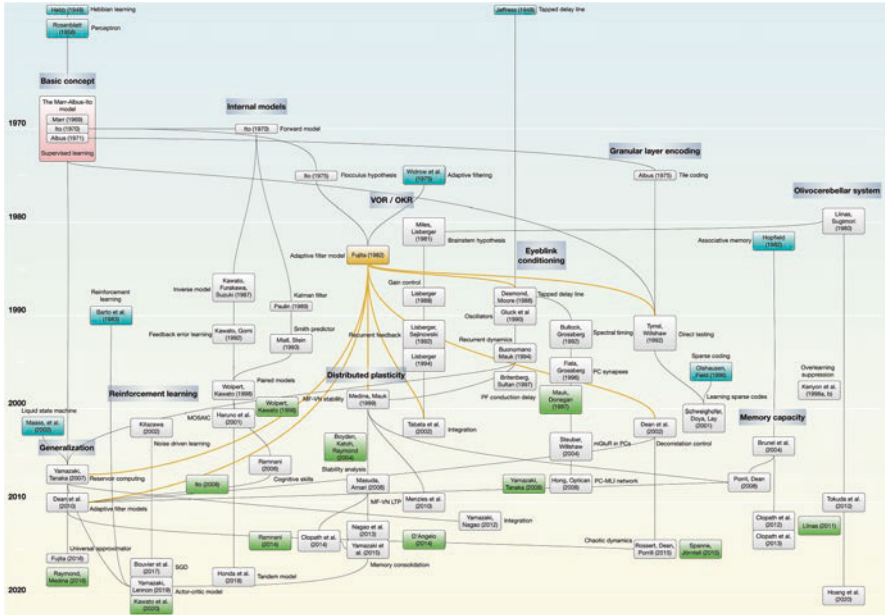 Hebb (1949) Hebbian learning
Jeffress (1948) Tapped delay line
Rosenblatt
(1958)
Perceptron
Basic concept
The Marr-Albus-Ito
model
Marr (1969)
Ito (1970)
Albus (1971)
Supervised learning
Internal models
1970
Ito (1970) Forward model
Granular layer encoding
Ito (1975) Flocculus hypothesis
Widrow et al.
(1975)
Adaptive filtering
Albus (1975) Tile coding
Olivocerebellar system
VOR / OKR
1980
Miles,
Lisberger
(1981)
Brainstem hypothesis
Llinas,
Sugimori
(1980)
Associative memory
Hopfield
(1982)
Adaptive filter model
Fujita (1982)
Eyeblink
conditioning
Inverse model
Kawato,
Furukawa,
Suzuki (1987)
Gain control
Kalman filter
Paulin (1989)
Lisberger
(1988)
Desmond,
Moore (1988)
Tapped delay line
Reinforcement
learning
Barto et al.
(1983)
1990
Oscillators
Gluck et al.
(1990)
Feedback error learning
Kawato, Gomi
(1992)
Smith predictor
Miall, Stein
(1993)
Recurrent feedback
Lisberger,
Sejnowski
(1992)
Bullock,
Grossberg
(1992)
Spectral timing
Tyrrel,
Willshaw
(1992)
Direct testing
Recurrent dynamics
Buonomano
Mauk (1994)
Lisberger
(1994)
Fiala,
Grossberg
(1996)
PC synapses
Sparse coding
Olshausen,
Field (1996)
Overlearning
suppression
Kenyon et al.
(1998a, b)
Distributed plasticity
Reinforcement learning
Wolpert,
Kawato (1998)
Paired models
MF-VN stability
Medina, Mauk
(1999)
PF conduction delay
Mauk,
Donegan
(1997)
Learning sparse codes
Wolpert,
Kawato (1998)
2000
Liquid state machine
Maass, et al.
(2002)
Kitazawa
(2002)
Noise driven learning
MOSAIC
Haruno et al.
(2001)
Tabata et al.
(2002)
Integration
Dean et al.
(2002)
Decorrelation control
Schweighofer,
Doya, Lay
(2001)
Memory capacity
Generalization
Boyden,
Katoh,
Raymond
(2004)
Steuber,
Willshaw
(2004)
mGluR in PCs
Brunel et al.
(2004)
Yamazaki,
Tanaka (2007)
Reservoir computing
Ramnani
(2006)
Cognitive skills
Ito (2008)
Stability analysis
Masuda,
Amari (2008)
Yamazaki,
Tanaka (2009)
Hong, Optican
(2008)
PC-MLI network
Porrill, Dean
(2008)
2010
Dean et al.
(2010)
Adaptive filter models
MF-VN LTP
Menzies et al.
(2010)
Tokuda et al.
(2010)
Yamazaki,
Nagao (2012)
Integration
Clopath et al.
(2012)
Llinás (2011)
Clopath et al.
(2013)
Ramnani
(2014)
Clopath et al.
(2014)
Nagao et al.
(2013)
Yamazaki et
al. (2015)
D'Angelo
(2014)
Chaotic dynamics
Rossert, Dean,
Porrill (2015)
Spanne,
Jörntell (2015)
Universal approximator
Fujita (2016)
Memory consolidation
Raymond,
Medina (2018)
Bouvier et al.
(2017)
SGD
Yamazaki,
Lennon (2019)
Actor-critic model
Honda et al.
(2018)
Tandem model
Kawato et al.
(2020)
Hoang et al.
(2020)
2020